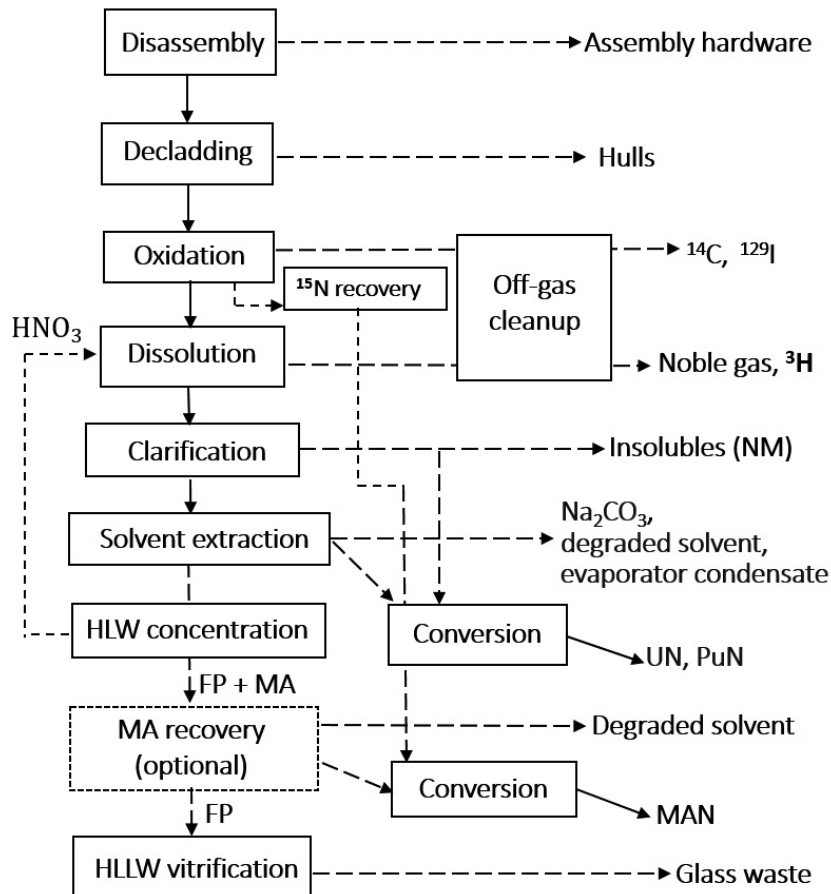 Disassembly
Assembly hardware
Decladding
Hulls
Oxidation
¹⁴C, ¹²⁹I
¹⁵N recovery
Off-gas
cleanup
HNO₃
Dissolution
Noble gas, ³H
Clarification
Insolubles (NM)
Solvent extraction
Na₂CO₃,
degraded solvent,
evaporator condensate
HLW concentration
Conversion
UN, PuN
FP + MA
MA recovery
(optional)
Degraded solvent
Conversion
MAN
FP
HLLW vitrification
Glass waste